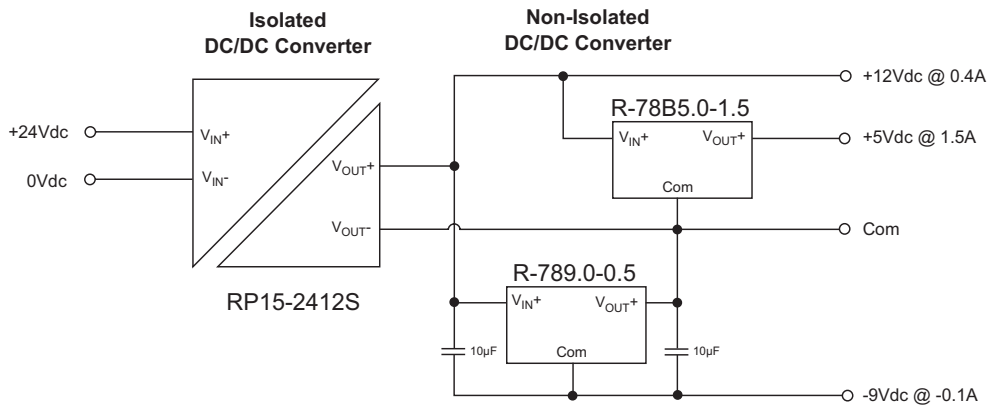 Isolated
DC/DC Converter
Non-Isolated
DC/DC Converter
+12Vdc @ 0.4A
R-78B5.0-1.5
+24Vdc
VIN+
VIN+
VOUT+
+5Vdc @ 1.5A
0Vdc
VIN-
VOUT+
Com
VOUT-
Com
R-789.0-0.5
RP15-2412S
VIN+
VOUT+
10µF
Com
10µF
-9Vdc @ -0.1A